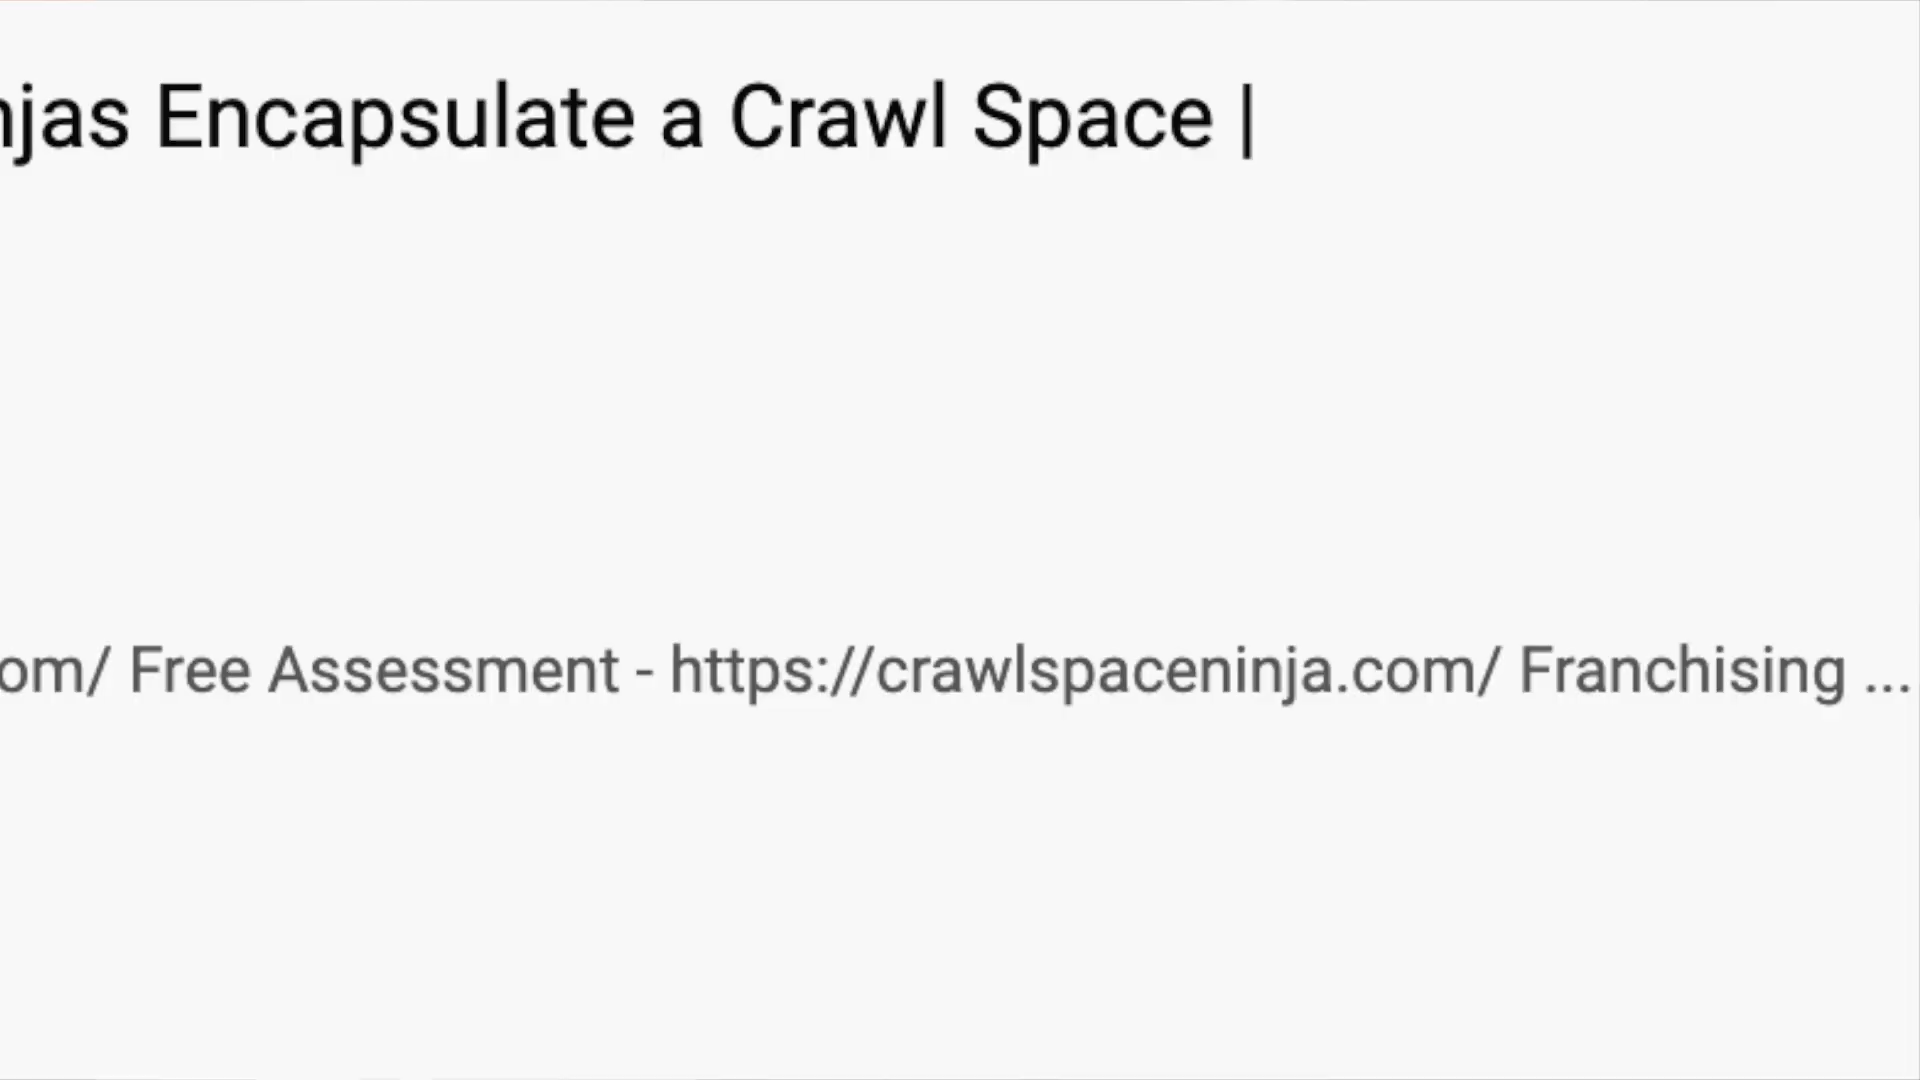 njas Encapsulate a Crawl Space |
om/ Free Assessment - https://crawlspaceninja.com/ Franchising ...